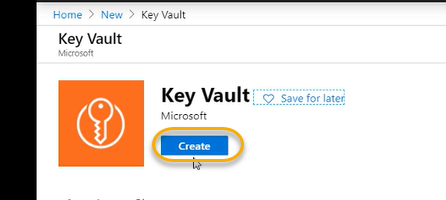 Home > New > Key Vault
Key Vault
Microsoft
Key Vault
Save for later
Microsoft
Create